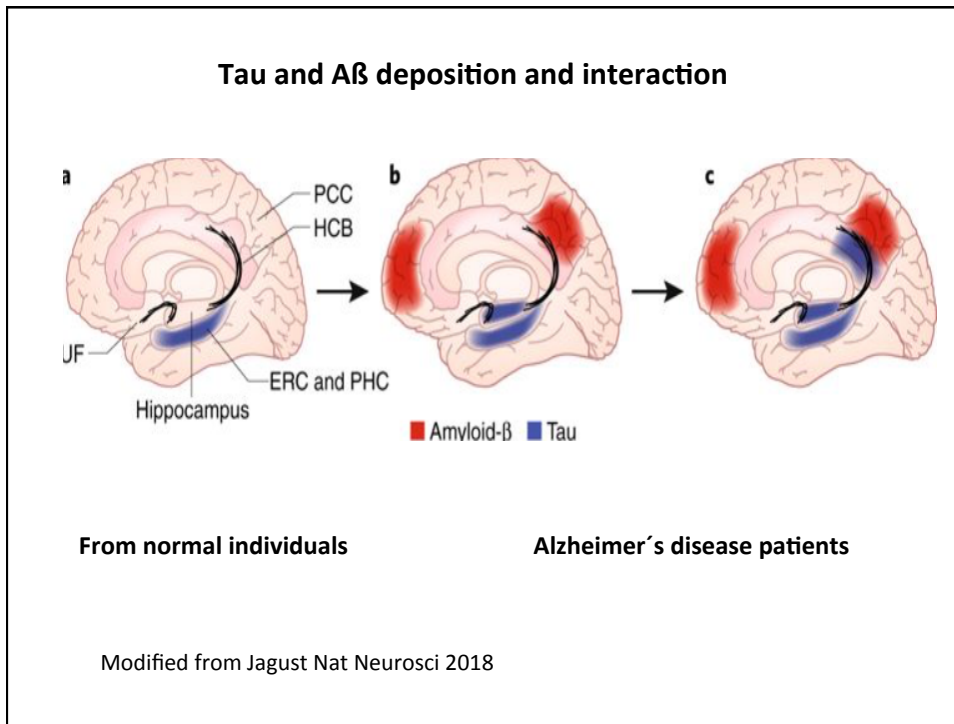 Tau and Aß deposition and interaction
a
b
c
PCC
HCB
UF
ERC and PHC
Hippocampus
Amyloid-β Tau
From normal individuals
Alzheimer´s disease patients
Modified from Jagust Nat Neurosci 2018